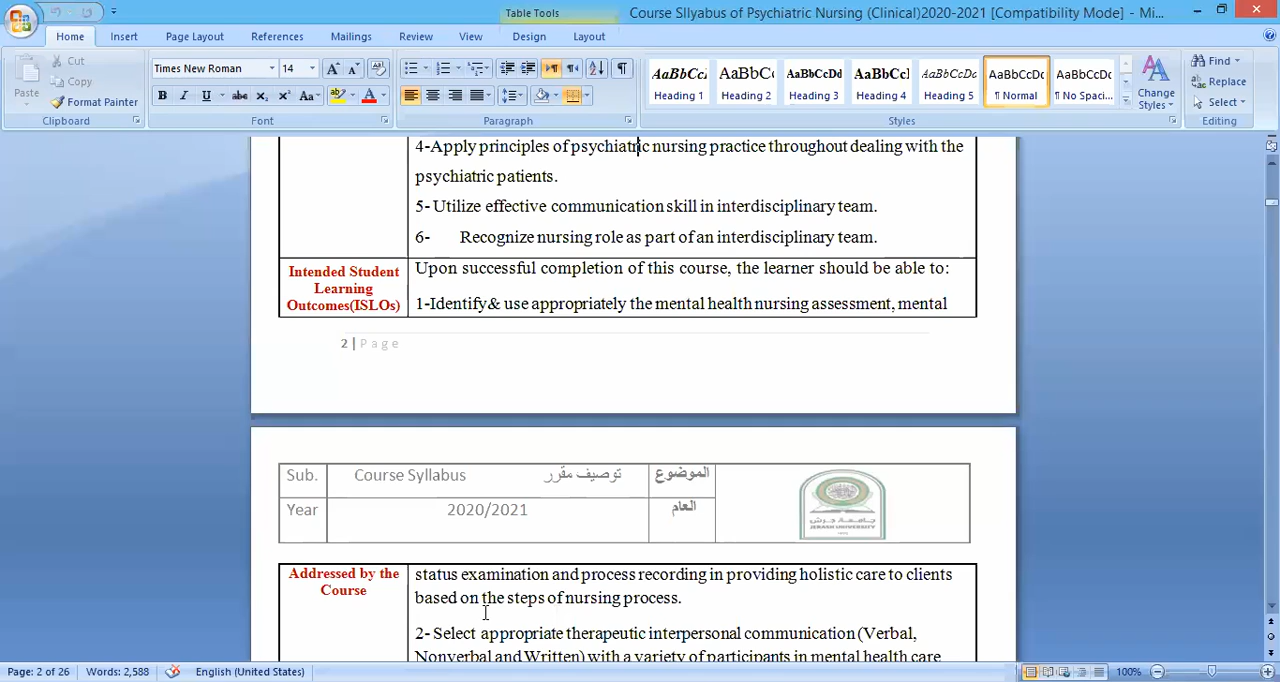 Table Tools
Course Sllyabus of Psychiatric Nursing (Clinical)2020-2021 [Compatibility Mode] - Mi...
Home Insert Page Layout References Mailings Review View Design Layout
Paste
Cut
Copy
Format Painter
Clipboard
Times New Roman 14
Font
Paragraph
AaBbCcI AaBbC AaBbCcDd AaBbCcI AaBbCcDa AaBbCcDc AaBbCcDc
Heading 1 Heading 2 Heading 3 Heading 4 Heading 5 ¶ Normal ¶ No Spaci...
Change Styles
Styles
Find
Replace
Select
Editing
4-Apply principles of psychiatric nursing practice throughout dealing with the
psychiatric patients.
5- Utilize effective communication skill in interdisciplinary team.
6- Recognize nursing role as part of an interdisciplinary team.
Intended Student
Learning
Outcomes(ISLOs)
Upon successful completion of this course, the learner should be able to:
1-Identify& use appropriately the mental health nursing assessment, mental
2 | Page
Sub. Course Syllabus توصيف مقرر الموضوع
Year 2020/2021 العام
جامعة جرش
JERASH UNIVERSITY
Addressed by the
Course
status examination and process recording in providing holistic care to clients
based on the steps of nursing process.
2- Select appropriate therapeutic interpersonal communication (Verbal,
Nonverbal and Written) with a variety of participants in mental health care
Page: 2 of 26 Words: 2,588 English (United States) 100%